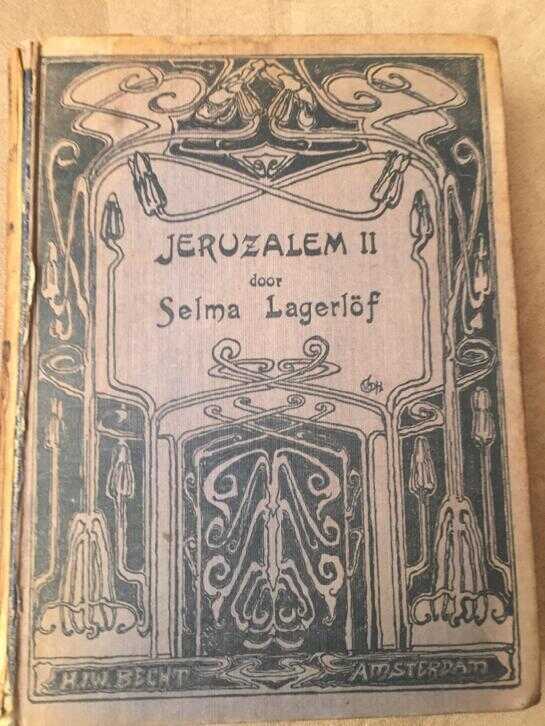 JERUZALEM II
door
Selma Lagerlöf
H.J.W. BECHT AMSTERDAM